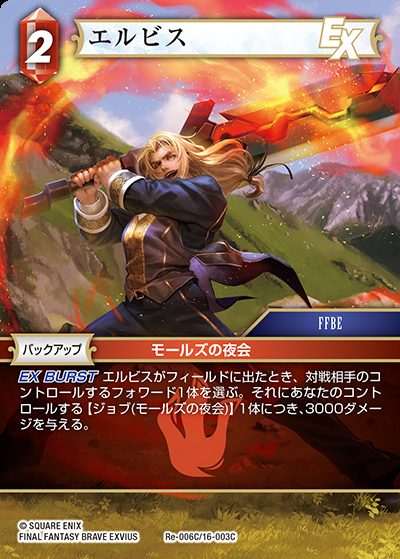 2
エルビス
EX
FFBE
バックアップ
モールズの夜会
EX BURST エルビスがフィールドに出たとき、対戦相手のコ
ントロールするフォワード1体を選ぶ。それにあなたのコント
ロールする【ジョブ(モールズの夜会)】1体につき、3000ダメー
ジを与える。
© SQUARE ENIX
FINAL FANTASY BRAVE EXVIUS
Re-006C/16-003C